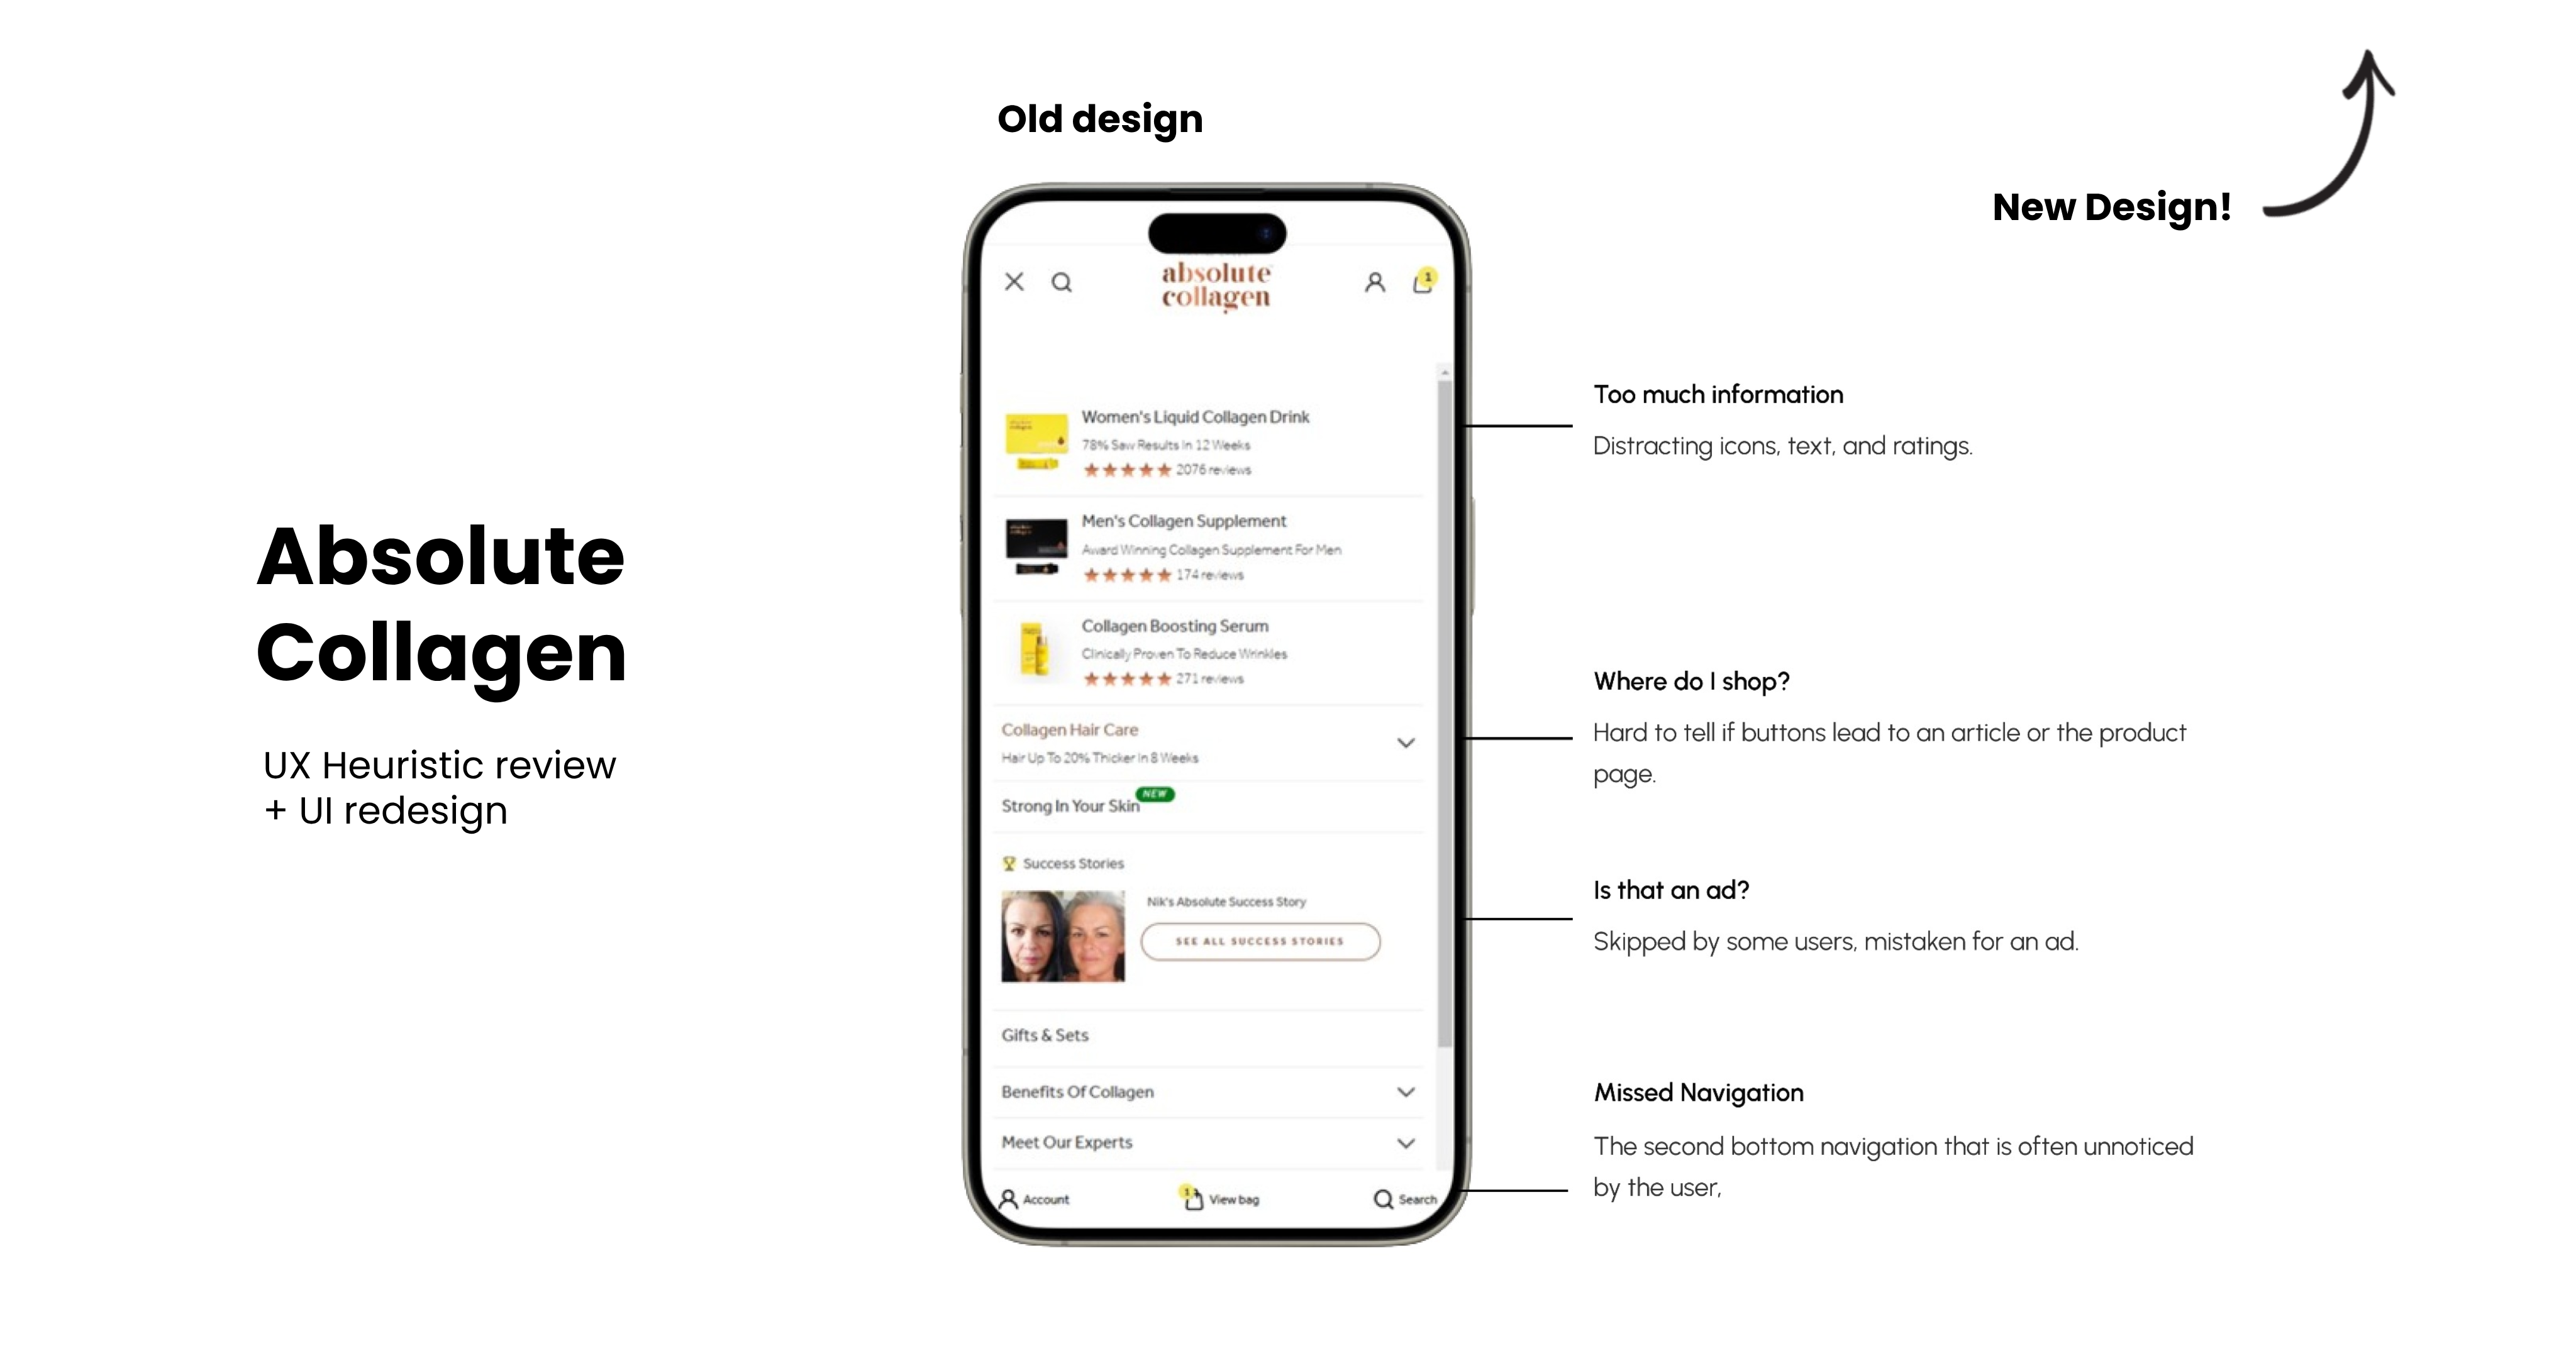 Old design
New Design!
Absolute
Collagen
UX Heuristic review
+ UI redesign
absolute
collagen
1
Women's Liquid Collagen Drink
78% Saw Results In 12 Weeks
2076 reviews
Men's Collagen Supplement
Award Winning Collagen Supplement For Men
174 reviews
Collagen Boosting Serum
Clinically Proven To Reduce Wrinkles
271 reviews
Collagen Hair Care
Hair Up To 20% Thicker In 8 Weeks
Strong In Your Skin
NEW
Success Stories
Nik's Absolute Success Story
SEE ALL SUCCESS STORIES
Gifts & Sets
Benefits Of Collagen
Meet Our Experts
Account
1
View bag
Search
Too much information
Distracting icons, text, and ratings.
Where do I shop?
Hard to tell if buttons lead to an article or the product
page.
Is that an ad?
Skipped by some users, mistaken for an ad.
Missed Navigation
The second bottom navigation that is often unnoticed
by the user,